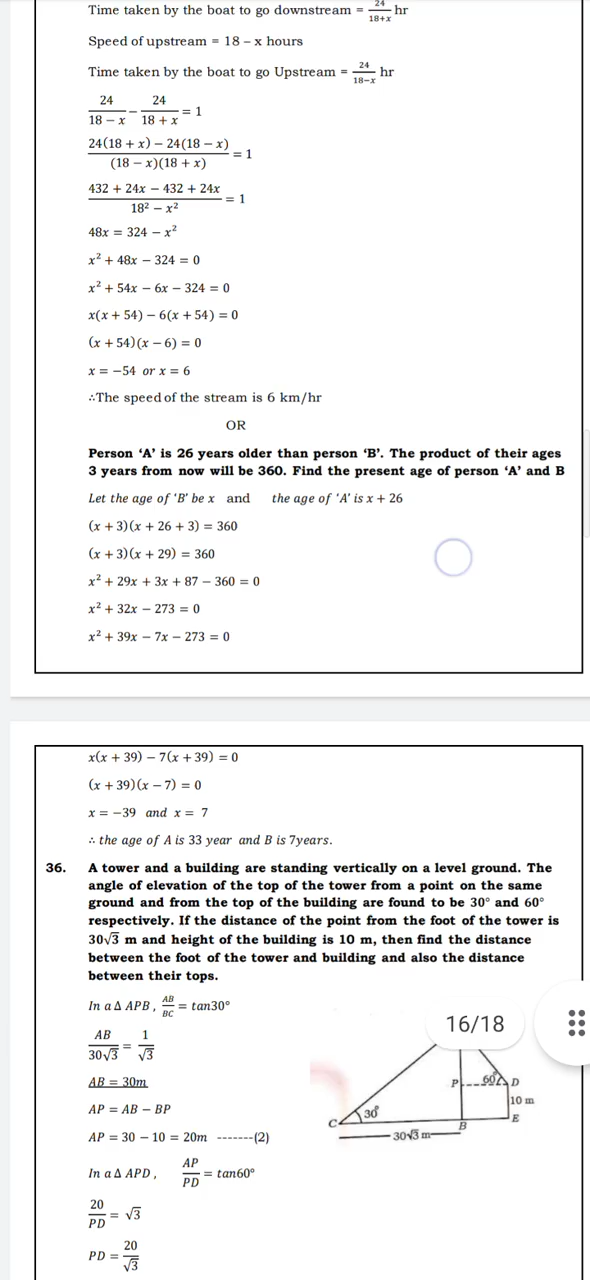 Time taken by the boat to go downstream = 24/(18+x) hr
Speed of upstream = 18 − x hours
Time taken by the boat to go Upstream = 24/(18−x) hr
24/(18 − x) − 24/(18 + x) = 1
(24(18 + x) − 24(18 − x))/((18 − x)(18 + x)) = 1
(432 + 24x − 432 + 24x)/(18² − x²) = 1
48x = 324 − x²
x² + 48x − 324 = 0
x² + 54x − 6x − 324 = 0
x(x + 54) − 6(x + 54) = 0
(x + 54)(x − 6) = 0
x = −54 or x = 6
∴The speed of the stream is 6 km/hr
OR
Person ‘A’ is 26 years older than person ‘B’. The product of their ages
3 years from now will be 360. Find the present age of person ‘A’ and B
Let the age of 'B' be x and the age of 'A' is x + 26
(x + 3)(x + 26 + 3) = 360
(x + 3)(x + 29) = 360
x² + 29x + 3x + 87 − 360 = 0
x² + 32x − 273 = 0
x² + 39x − 7x − 273 = 0
x(x + 39) − 7(x + 39) = 0
(x + 39)(x − 7) = 0
x = −39 and x = 7
∴ the age of A is 33 year and B is 7years.
36. A tower and a building are standing vertically on a level ground. The
angle of elevation of the top of the tower from a point on the same
ground and from the top of the building are found to be 30° and 60°
respectively. If the distance of the point from the foot of the tower is
30√3 m and height of the building is 10 m, then find the distance
between the foot of the tower and building and also the distance
between their tops.
In a Δ APB , AB/BC = tan30°
AB/30√3 = 1/√3
AB = 30m
AP = AB − BP
AP = 30 − 10 = 20m -------(2)
In a Δ APD , AP/PD = tan60°
20/PD = √3
PD = 20/√3
16/18
P 60° D
10 m
C 30° B E
30√3 m